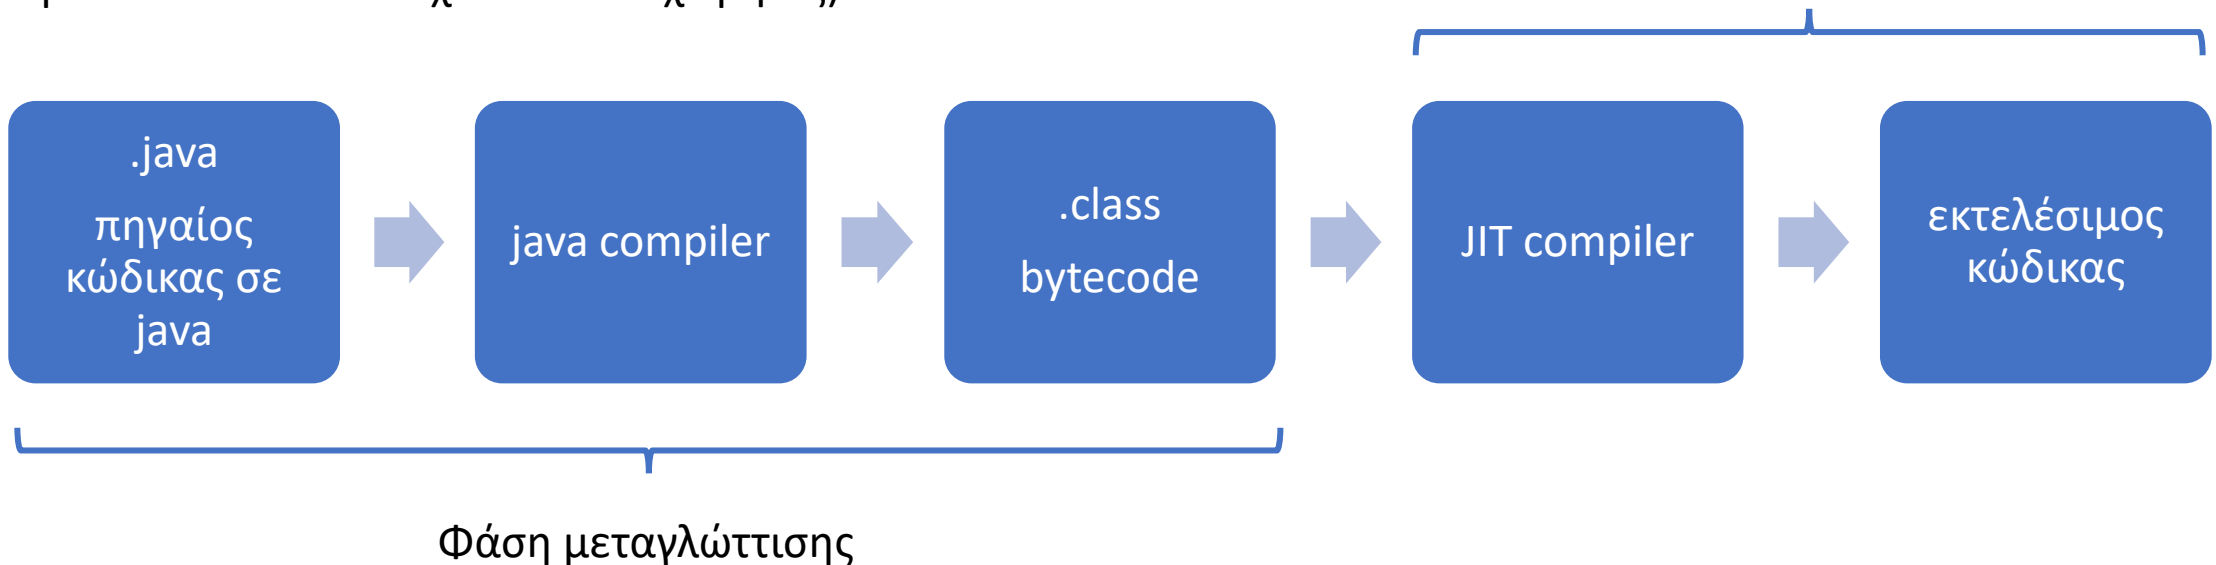 .java
πηγαίος
κώδικας σε
java
java compiler
.class
bytecode
JIT compiler
εκτελέσιμος
κώδικας
Φάση μεταγλώττισης